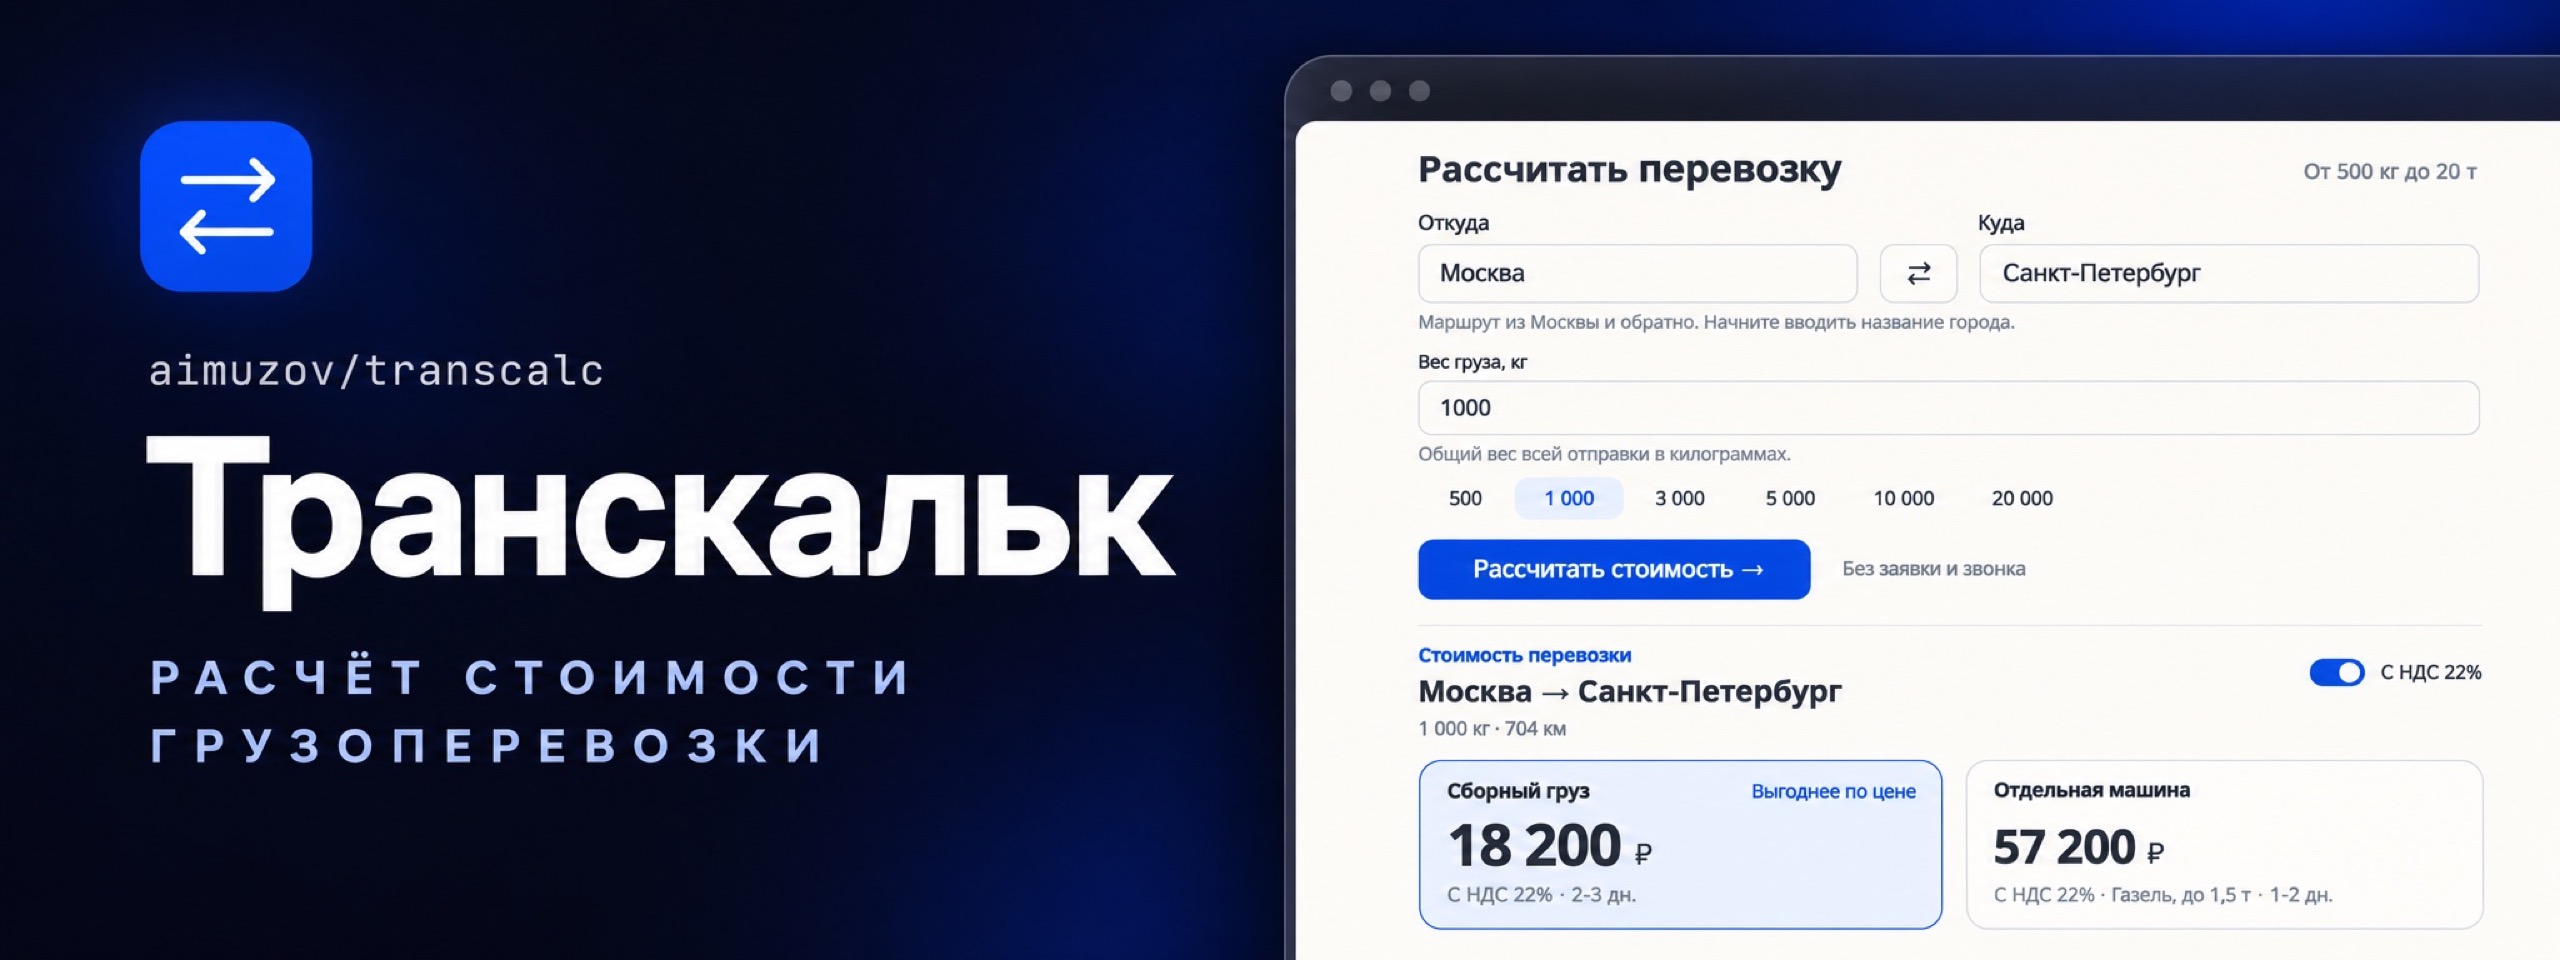 aimuzov/transcalc
Транскальк
РАСЧЁТ СТОИМОСТИ
ГРУЗОПЕРЕВОЗКИ
Рассчитать перевозку
От 500 кг до 20 т
Откуда
Куда
Москва
⇄
Санкт-Петербург
Маршрут из Москвы и обратно. Начните вводить название города.
Вес груза, кг
1000
Общий вес всей отправки в килограммах.
500 1 000 3 000 5 000 10 000 20 000
Рассчитать стоимость →
Без заявки и звонка
Стоимость перевозки
С НДС 22%
Москва → Санкт-Петербург
1 000 кг · 704 км
Сборный груз
Выгоднее по цене
18 200 ₽
С НДС 22% · 2-3 дн.
Отдельная машина
57 200 ₽
С НДС 22% · Газель, до 1,5 т · 1-2 дн.